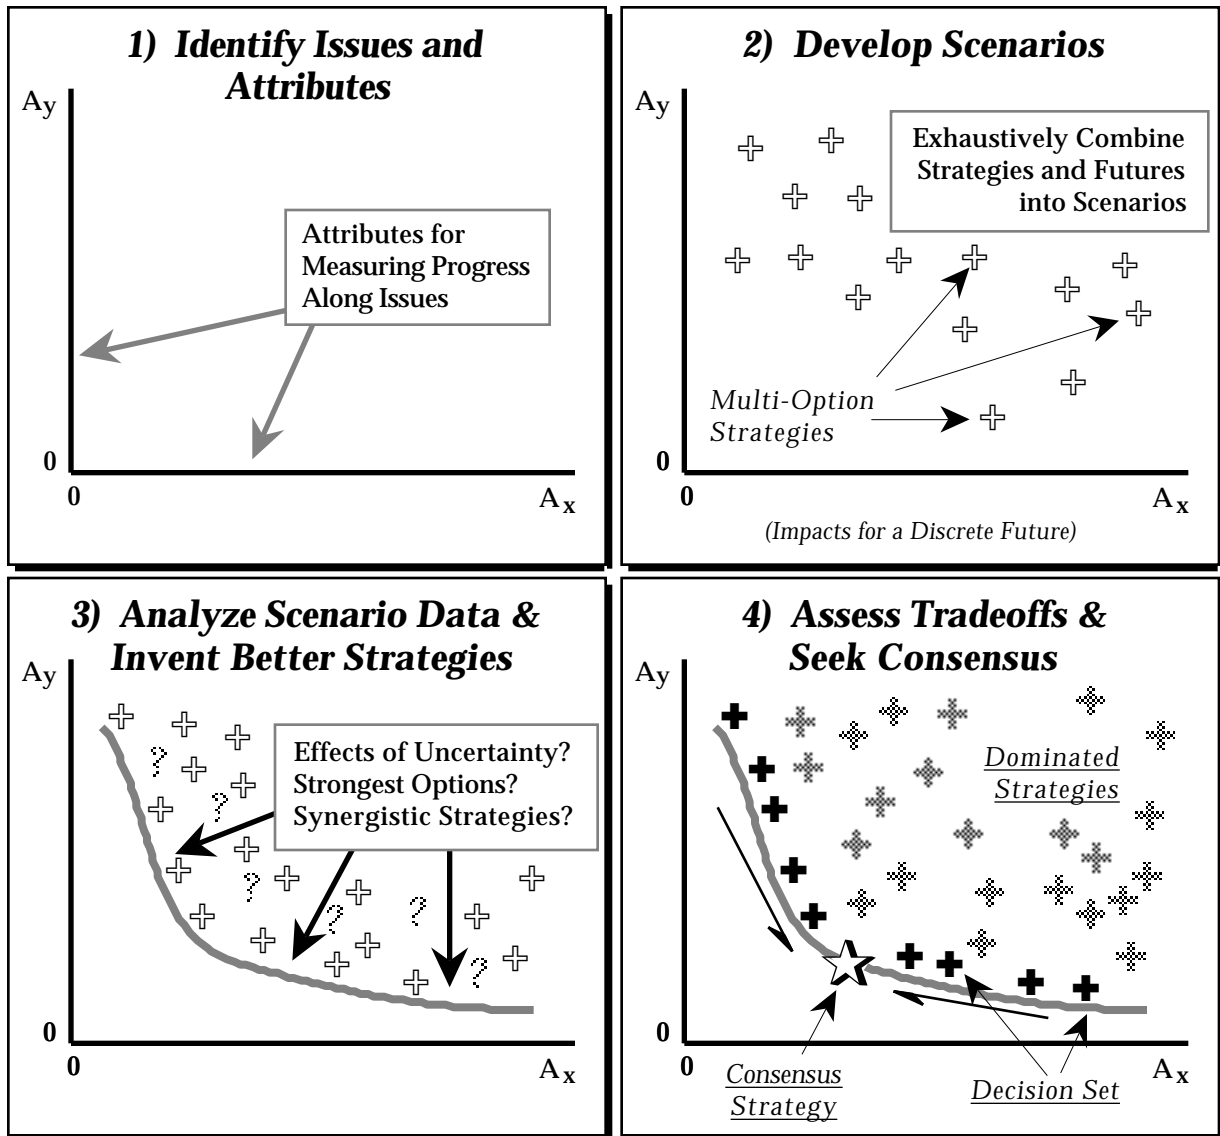 1) Identify Issues and
Attributes
Ay
Attributes for
Measuring Progress
Along Issues
0
0
Ax
2) Develop Scenarios
Ay
Exhaustively Combine
Strategies and Futures
into Scenarios
Multi-Option
Strategies
0
0
Ax
(Impacts for a Discrete Future)
3) Analyze Scenario Data &
Invent Better Strategies
Ay
Effects of Uncertainty?
Strongest Options?
Synergistic Strategies?
?
?
?
?
?
?
0
0
Ax
4) Assess Tradeoffs &
Seek Consensus
Ay
Dominated
Strategies
0
0
Ax
Consensus
Strategy
Decision Set